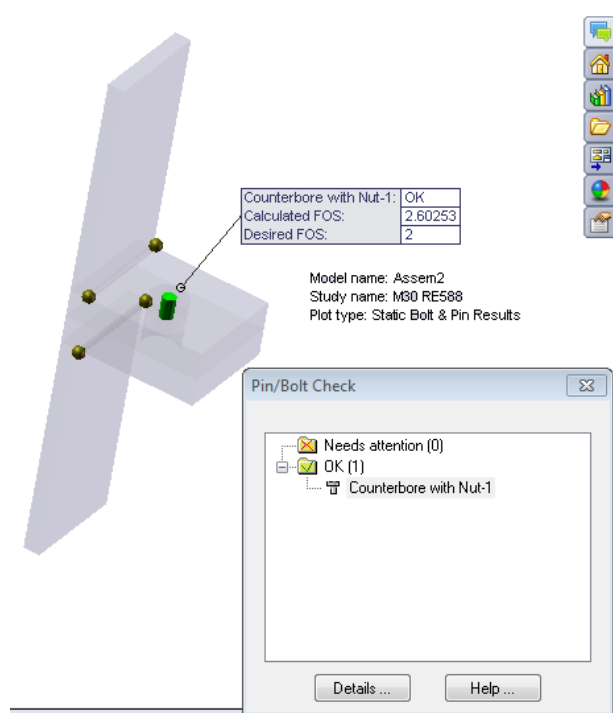 Counterbore with Nut-1: OK
Calculated FOS: 2.60253
Desired FOS: 2
Model name: Assem2
Study name: M30 RE588
Plot type: Static Bolt & Pin Results
Pin/Bolt Check
Needs attention (0)
OK (1)
Counterbore with Nut-1
Details ... Help ...